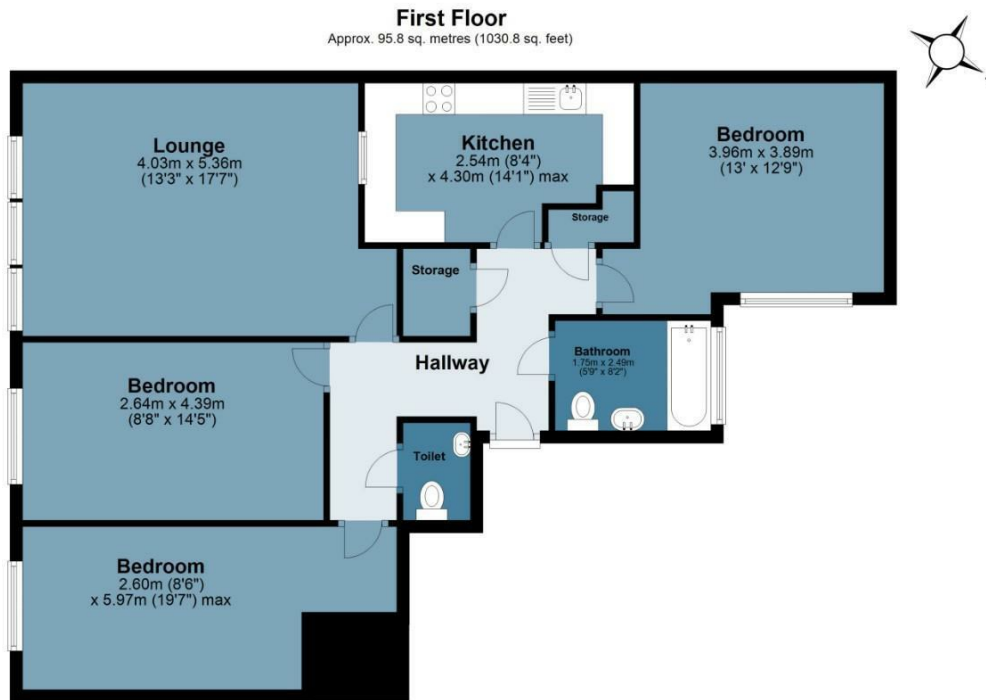 First Floor
Approx. 95.8 sq. metres (1030.8 sq. feet)
Lounge
4.03m x 5.36m
(13'3" x 17'7")
Kitchen
2.54m (8'4")
x 4.30m (14'1") max
Bedroom
3.96m x 3.89m
(13' x 12'9")
Storage
Storage
Hallway
Bathroom
1.75m x 2.49m
(5'9" x 8'2")
Bedroom
2.64m x 4.39m
(8'8" x 14'5")
Toilet
Bedroom
2.60m (8'6")
x 5.97m (19'7") max